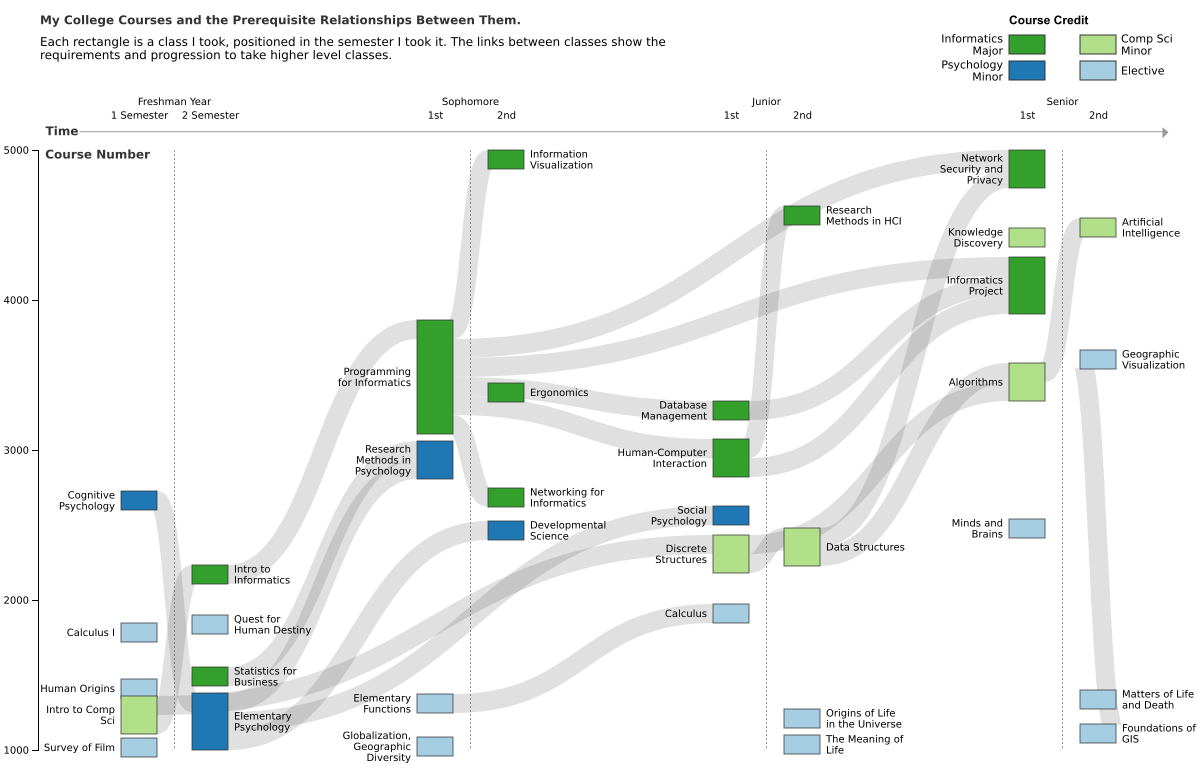 My College Courses and the Prerequisite Relationships Between Them.
Each rectangle is a class I took, positioned in the semester I took it. The links between classes show the
requirements and progression to take higher level classes.
Course Credit
Informatics
Major
Comp Sci
Minor
Psychology
Minor
Elective
Freshman Year
Sophomore
Junior
Senior
1 Semester
2 Semester
1st
2nd
1st
2nd
1st
2nd
Time
Course Number
5000
4000
3000
2000
1000
Cognitive
Psychology
Calculus I
Human Origins
Intro to Comp
Sci
Survey of Film
Intro to
Informatics
Quest for
Human Destiny
Statistics for
Business
Elementary
Psychology
Programming
for Informatics
Research
Methods in
Psychology
Elementary
Functions
Globalization,
Geographic
Diversity
Information
Visualization
Ergonomics
Networking for
Informatics
Developmental
Science
Database
Management
Human-Computer
Interaction
Social
Psychology
Discrete
Structures
Calculus
Research
Methods in HCI
Data Structures
Origins of Life
in the Universe
The Meaning of
Life
Network
Security and
Privacy
Knowledge
Discovery
Informatics
Project
Algorithms
Minds and
Brains
Artificial
Intelligence
Geographic
Visualization
Matters of Life
and Death
Foundations of
GIS